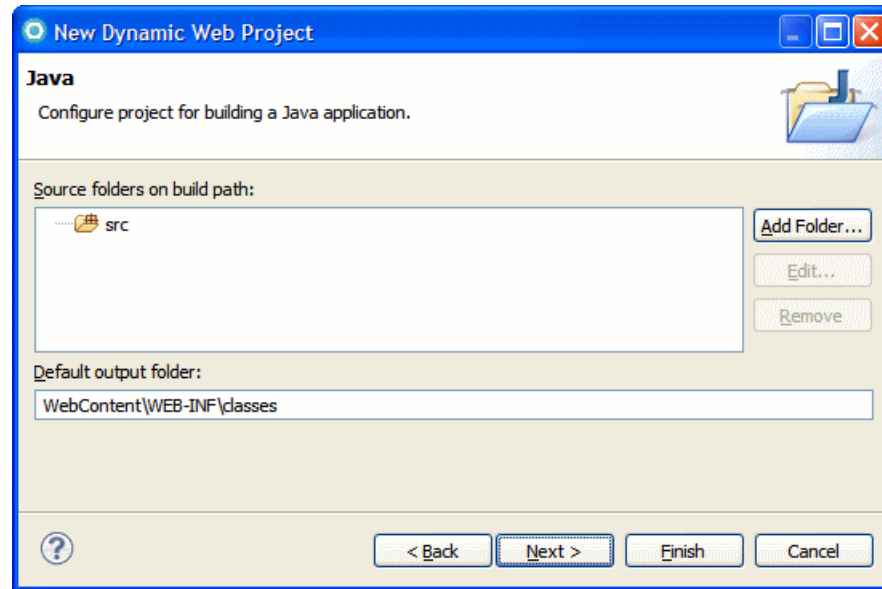 New Dynamic Web Project
Java
Configure project for building a Java application.
Source folders on build path:
src
Add Folder...
Edit...
Remove
Default output folder:
WebContent\WEB-INF\classes
?
< Back
Next >
Finish
Cancel